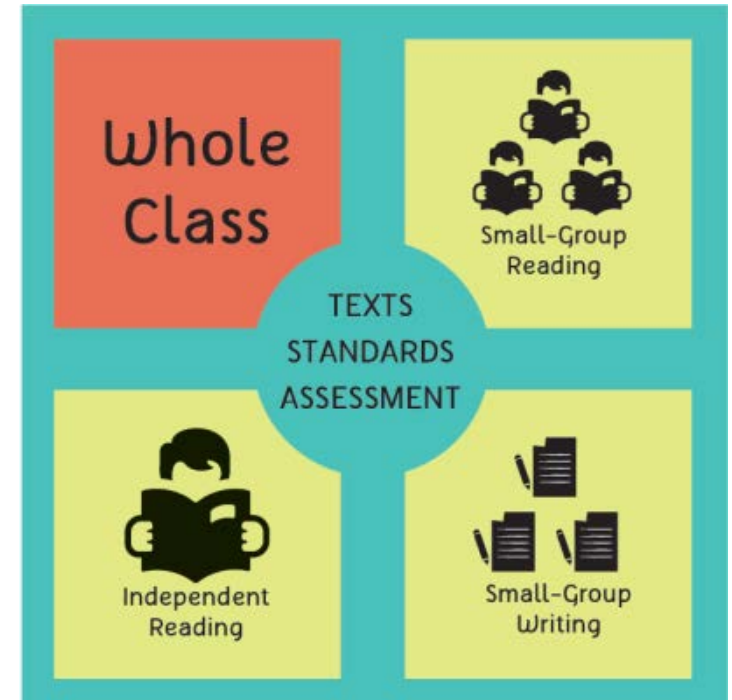 Whole
Class
Small-Group
Reading
TEXTS
STANDARDS
ASSESSMENT
Independent
Reading
Small-Group
Writing